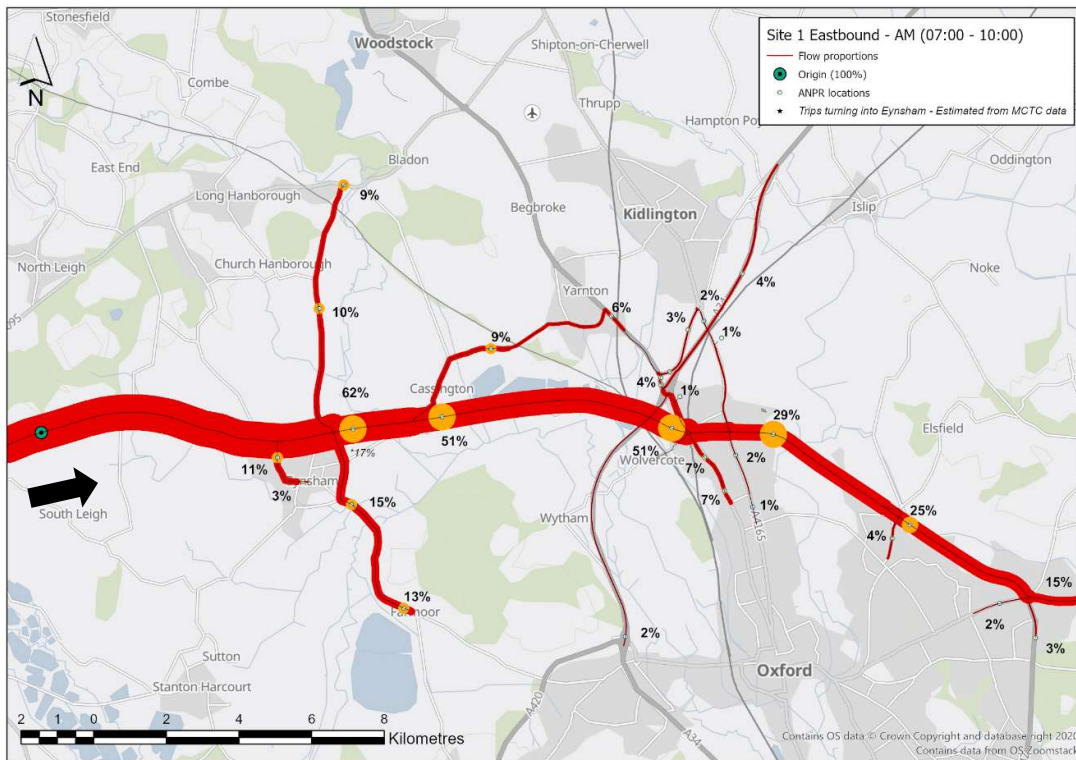 Stonesfield
Woodstock
Shipton-on-Cherwell
Site 1 Eastbound - AM (07:00 - 10:00)
Flow proportions
Origin (100%)
ANPR locations
Trips turning into Eynsham - Estimated from MCTC data
N
Combe
Thrupp
Hampton Poy
East End
Bladon
Oddington
Long Hanborough
9%
Begbroke
Kidlington
Islip
North Leigh
Church Hanborough
Noke
Yarnton
4%
2%
6%
3%
10%
1%
9%
4%
1%
Cassington
62%
29%
Elsfield
51%
51%
*17%
Wolvercote
2%
11%
7%
3%
Eynsham
7%
15%
1%
25%
South Leigh
Wytham
A4165
4%
15%
13%
Farmoor
2%
2%
3%
Sutton
Oxford
Stanton Harcourt
A420
A34
2 1 0 2 4 6 8
Kilometres
Contains OS data © Crown Copyright and database right 2020
Contains data from OS Zoomstack